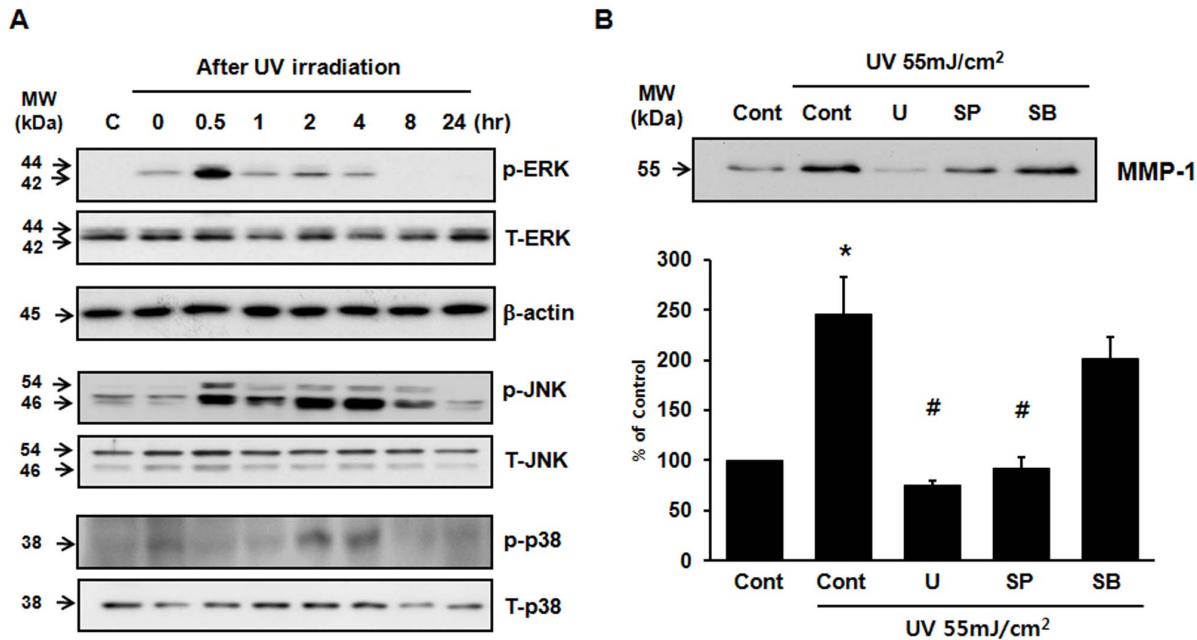 A
After UV irradiation
MW
(kDa)
C 0 0.5 1 2 4 8 24 (hr)
44
42
p-ERK
44
42
T-ERK
45
β-actin
54
46
p-JNK
54
46
T-JNK
38
p-p38
38
T-p38
B
UV 55mJ/cm²
MW
(kDa)
Cont Cont U SP SB
55
MMP-1
% of Control
300
250
200
150
100
50
0
*
# #
Cont Cont U SP SB
UV 55mJ/cm²